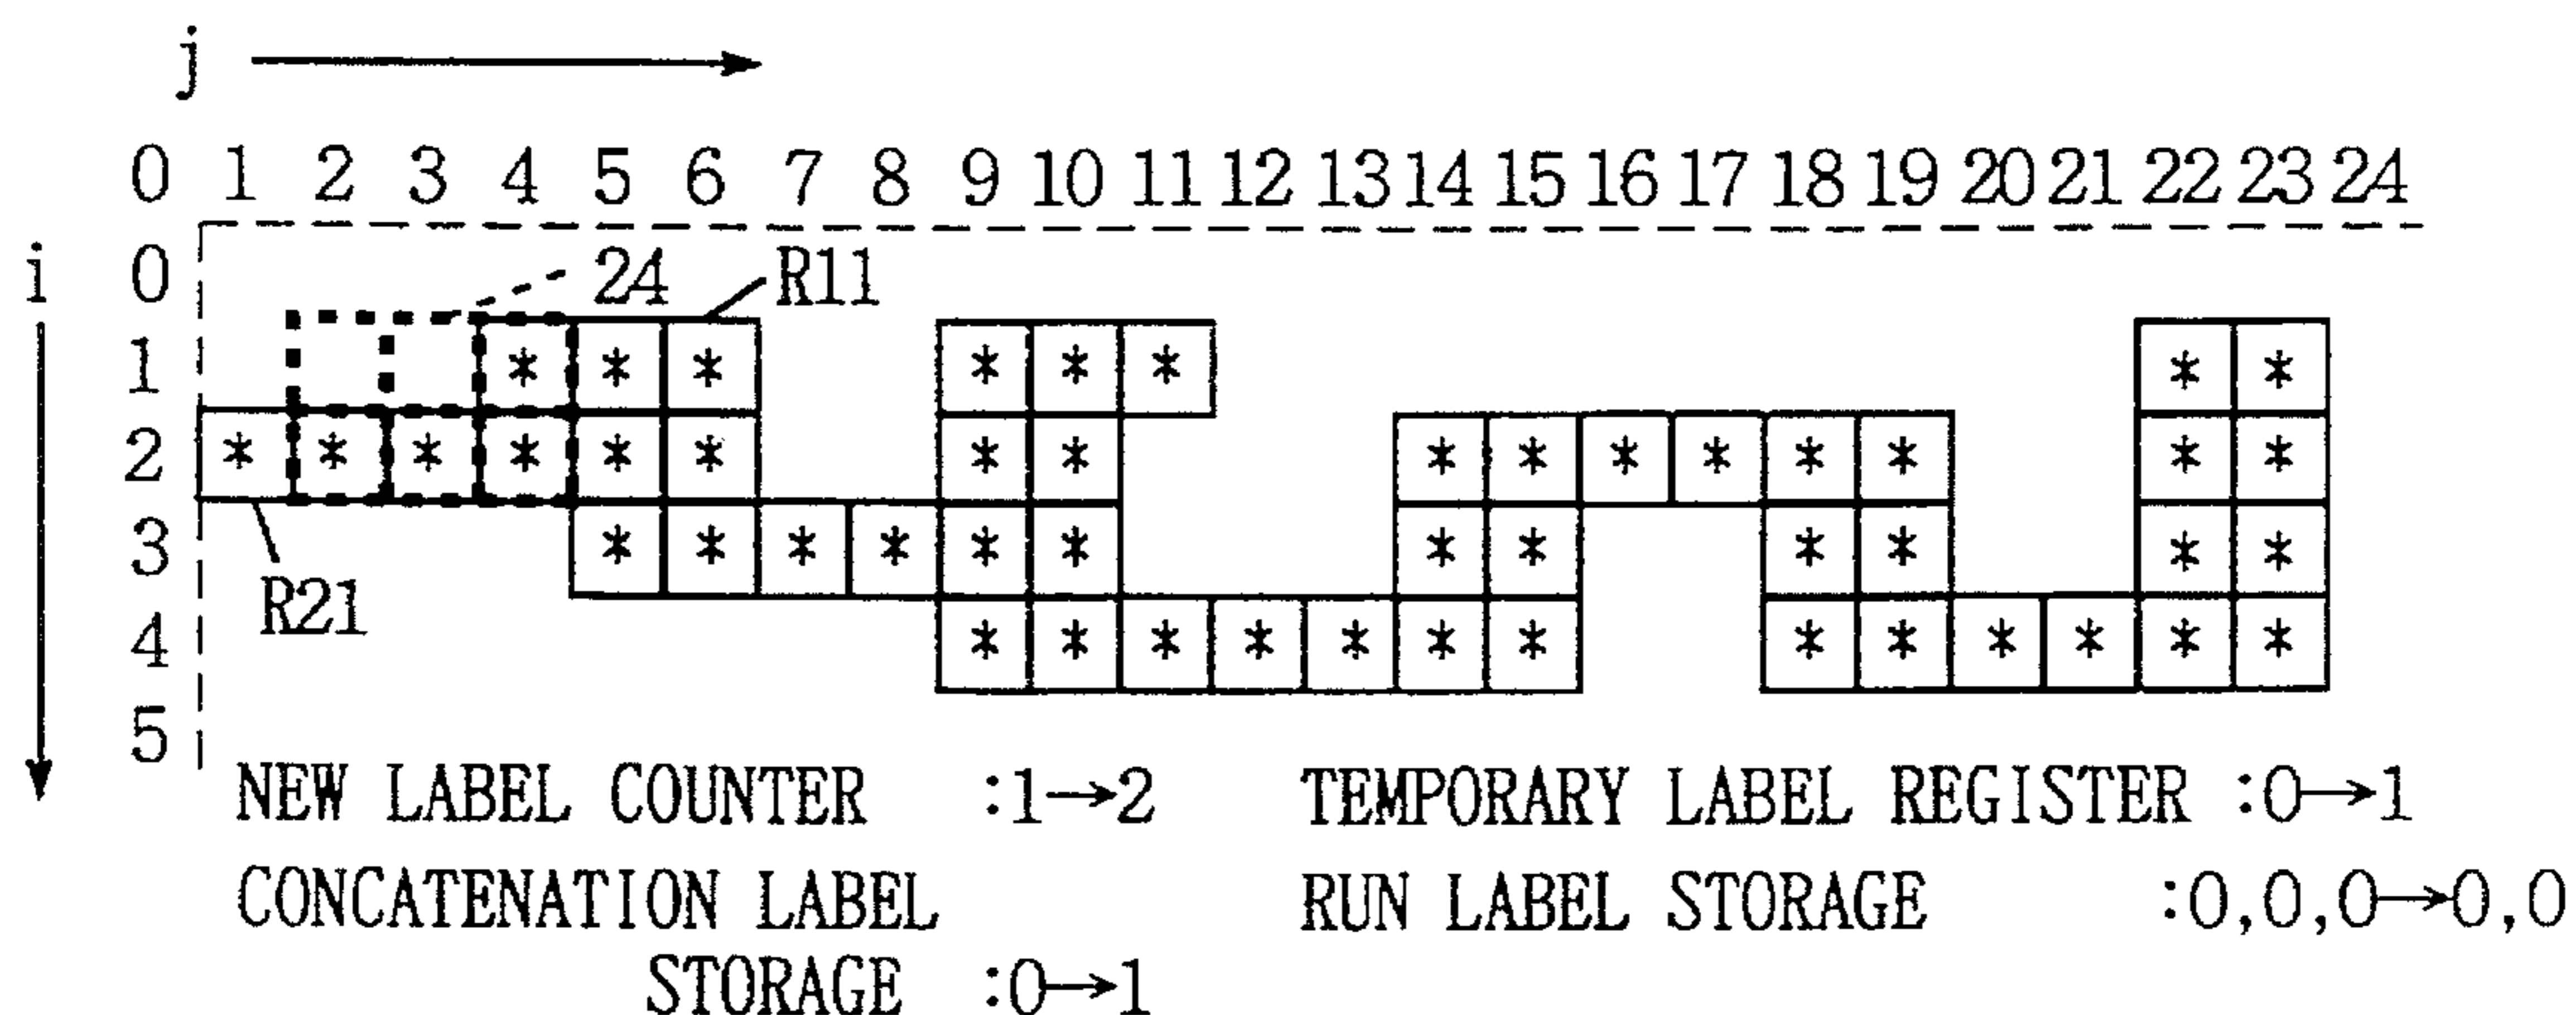 j
0 1 2 3 4 5 6 7 8 9 10 11 12 13 14 15 16 17 18 19 20 21 22 23 24
i 0 24 R11
1 * * * * * * * *
2 * * * * * * * * * * * * * * * *
3 * * * * * * * * * * * *
R21
4 * * * * * * * * * * * * *
5
NEW LABEL COUNTER :1→2 TEMPORARY LABEL REGISTER :0→1
CONCATENATION LABEL RUN LABEL STORAGE :0,0,0→0,0
STORAGE :0→1